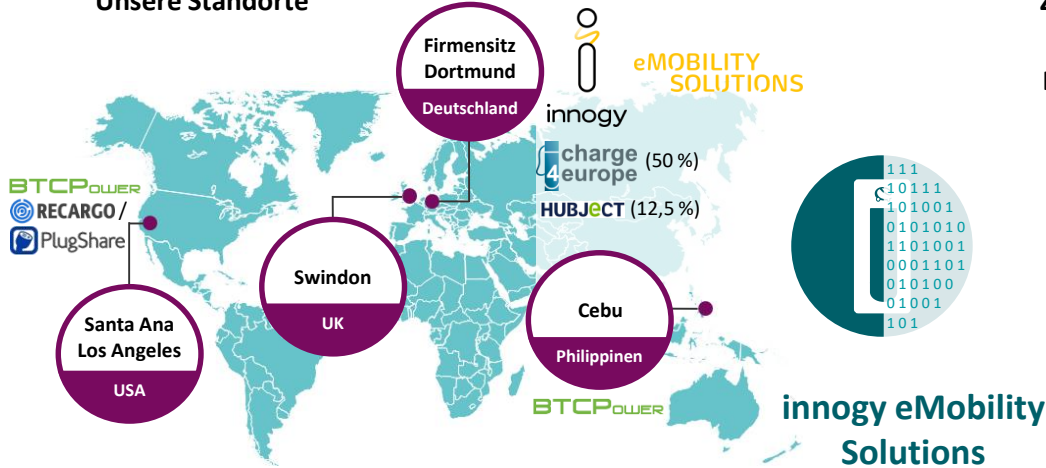 Unsere Standorte
Firmensitz
Dortmund
Deutschland
innogy
eMOBILITY
SOLUTIONS
charge
4europe (50 %)
HUBJeCT (12,5 %)
BTCPOWER
RECARGO /
PlugShare
Santa Ana
Los Angeles
USA
Swindon
UK
Cebu
Philippinen
BTCPOWER
111
10111
101001
0101010
1101001
0001101
010100
01001
101
innogy eMobility
Solutions